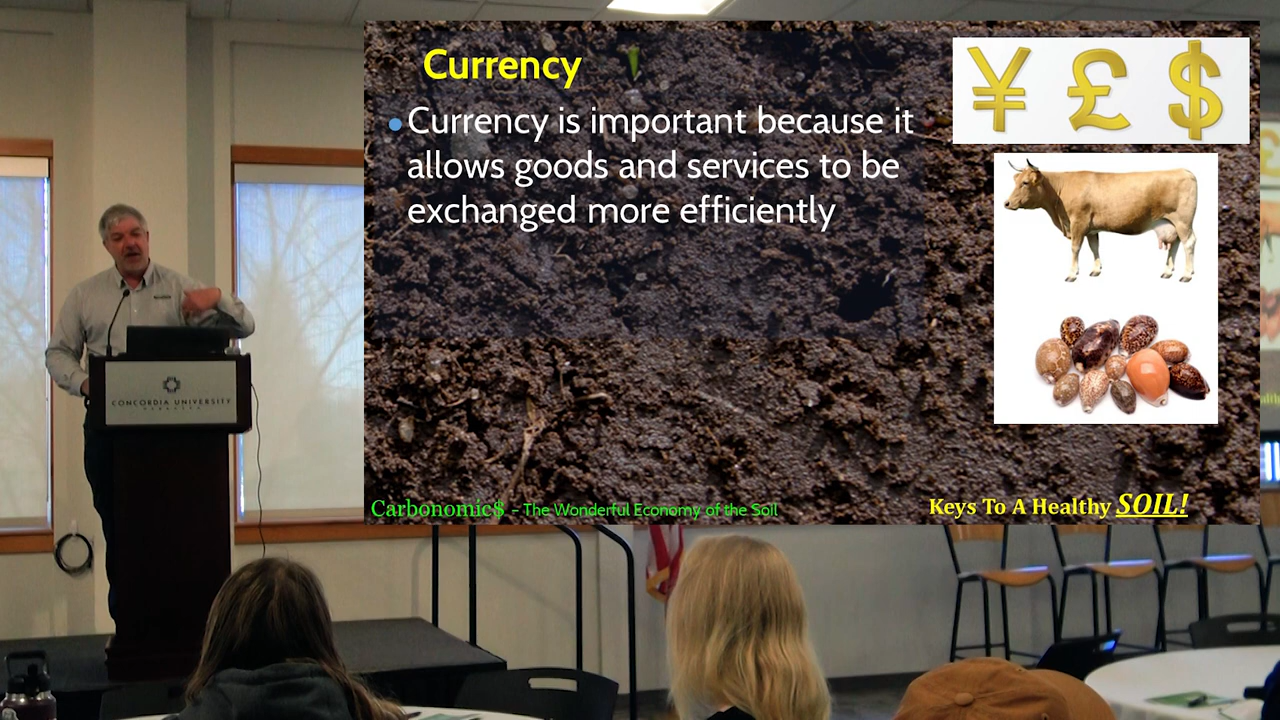 Currency
¥ £ $
• Currency is important because it
allows goods and services to be
exchanged more efficiently
Carbonomic$ - The Wonderful Economy of the Soil
Keys To A Healthy SOIL!
CONCORDIA UNIVERSITY
NEBRASKA